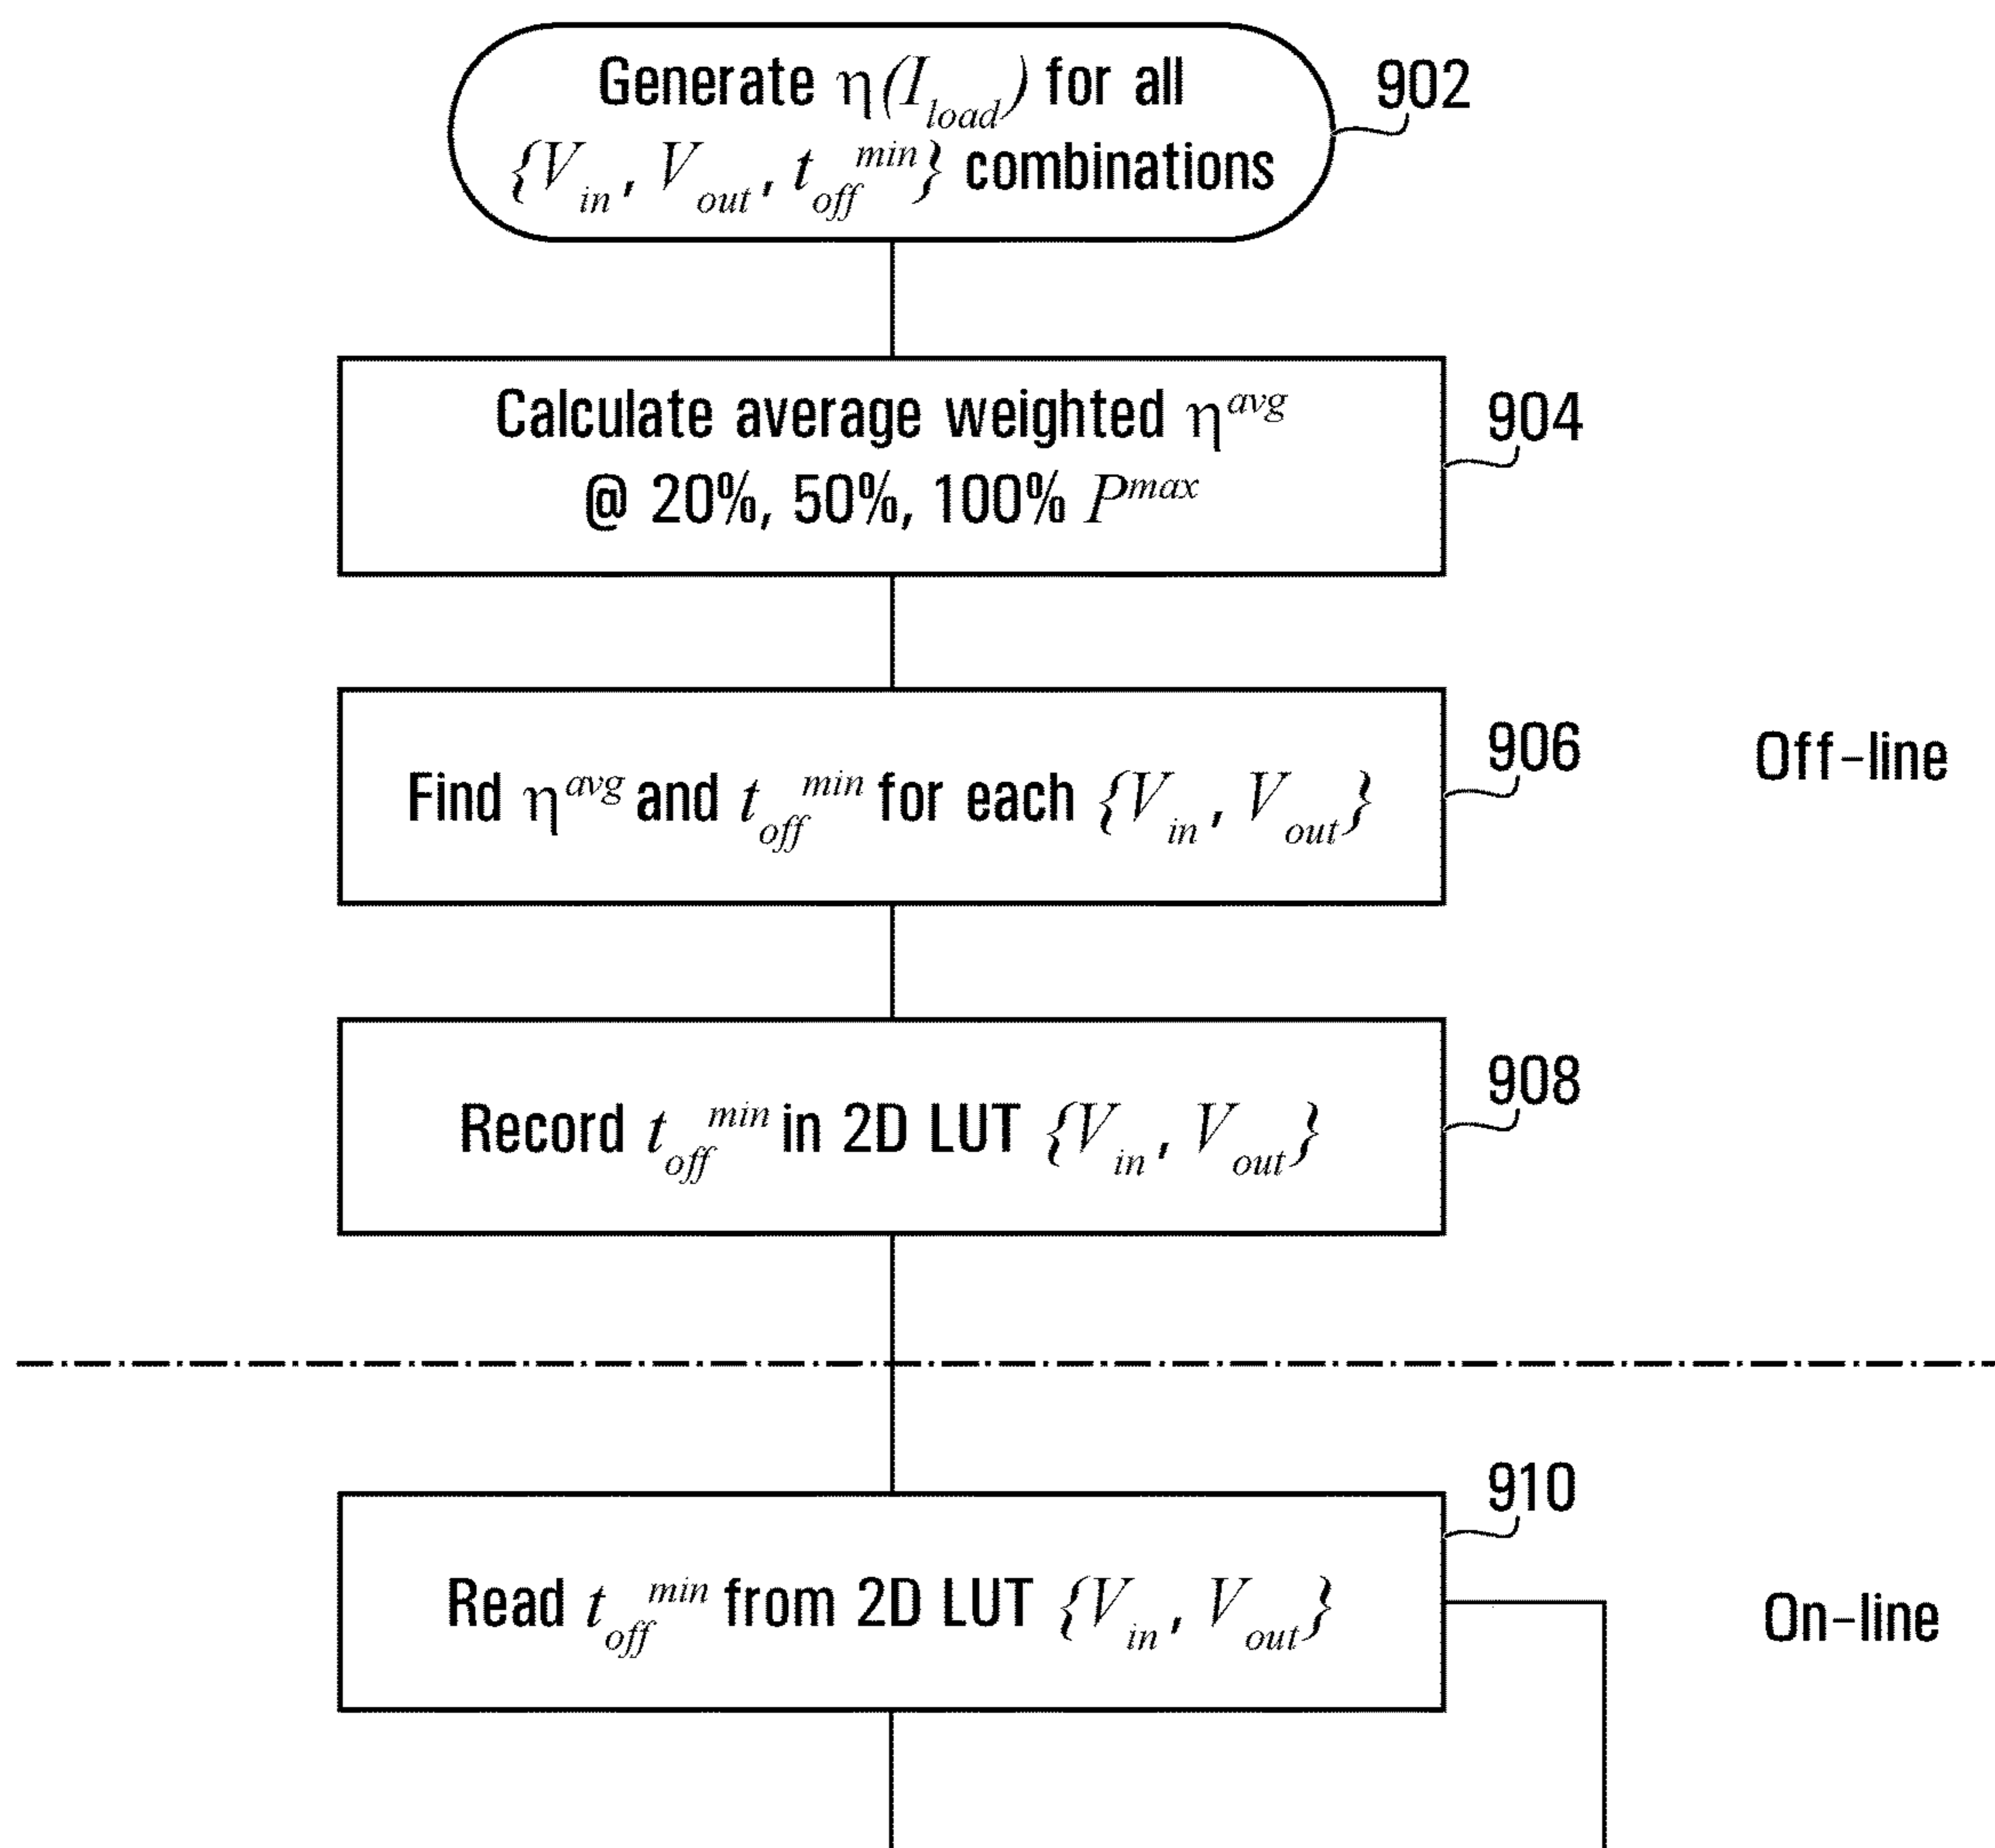 Generate η(I_load) for all
{V_in, V_out, t_off^min} combinations
902
Calculate average weighted η^avg
@ 20%, 50%, 100% P^max
904
Find η^avg and t_off^min for each {V_in, V_out}
906
Off-line
Record t_off^min in 2D LUT {V_in, V_out}
908
Read t_off^min from 2D LUT {V_in, V_out}
910
On-line